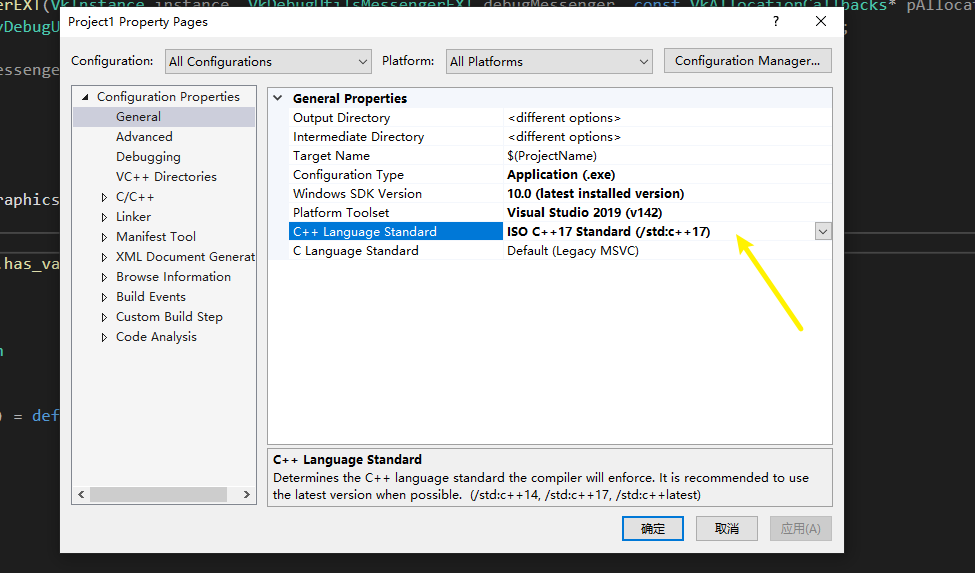 erEXT(VkInstance instance, VkDebugUtilsMessengerEXT debugMessenger, const VkAllocationCallbacks* pAlloca
Project1 Property Pages
yDebugU
;
essenge
Configuration: All Configurations Platform: All Platforms Configuration Manager...
Configuration Properties
General
Advanced
Debugging
VC++ Directories
C/C++
Linker
Manifest Tool
XML Document Generat
Browse Information
Build Events
Custom Build Step
Code Analysis
General Properties
Output Directory <different options>
Intermediate Directory <different options>
Target Name $(ProjectName)
Configuration Type Application (.exe)
Windows SDK Version 10.0 (latest installed version)
Platform Toolset Visual Studio 2019 (v142)
C++ Language Standard ISO C++17 Standard (/std:c++17)
C Language Standard Default (Legacy MSVC)
raphics
.has_va
n
) = def
C++ Language Standard
Determines the C++ language standard the compiler will enforce. It is recommended to use
the latest version when possible. (/std:c++14, /std:c++17, /std:c++latest)
确定 取消 应用(A)